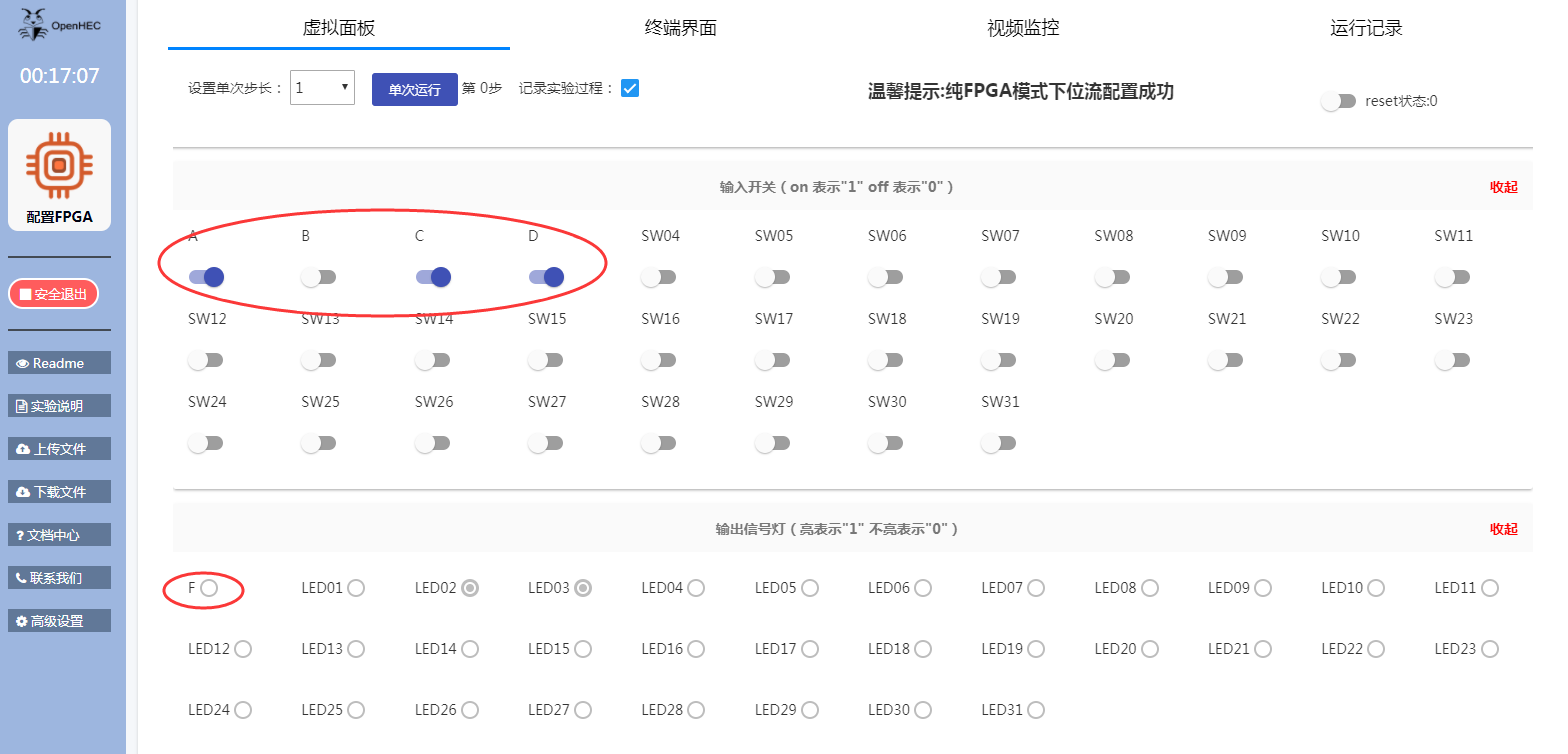 OpenHEC
00:17:07
配置FPGA
安全退出
Readme
实验说明
上传文件
下载文件
? 文档中心
联系我们
高级设置
虚拟面板 终端界面 视频监控 运行记录
设置单次步长： 1 单次运行 第 0步 记录实验过程： 温馨提示:纯FPGA模式下位流配置成功 reset状态:0
输入开关 ( on 表示"1" off 表示"0" ) 收起
A B C D SW04 SW05 SW06 SW07 SW08 SW09 SW10 SW11
SW12 SW13 SW14 SW15 SW16 SW17 SW18 SW19 SW20 SW21 SW22 SW23
SW24 SW25 SW26 SW27 SW28 SW29 SW30 SW31
输出信号灯 ( 亮表示"1" 不亮表示"0" ) 收起
F LED01 LED02 LED03 LED04 LED05 LED06 LED07 LED08 LED09 LED10 LED11
LED12 LED13 LED14 LED15 LED16 LED17 LED18 LED19 LED20 LED21 LED22 LED23
LED24 LED25 LED26 LED27 LED28 LED29 LED30 LED31